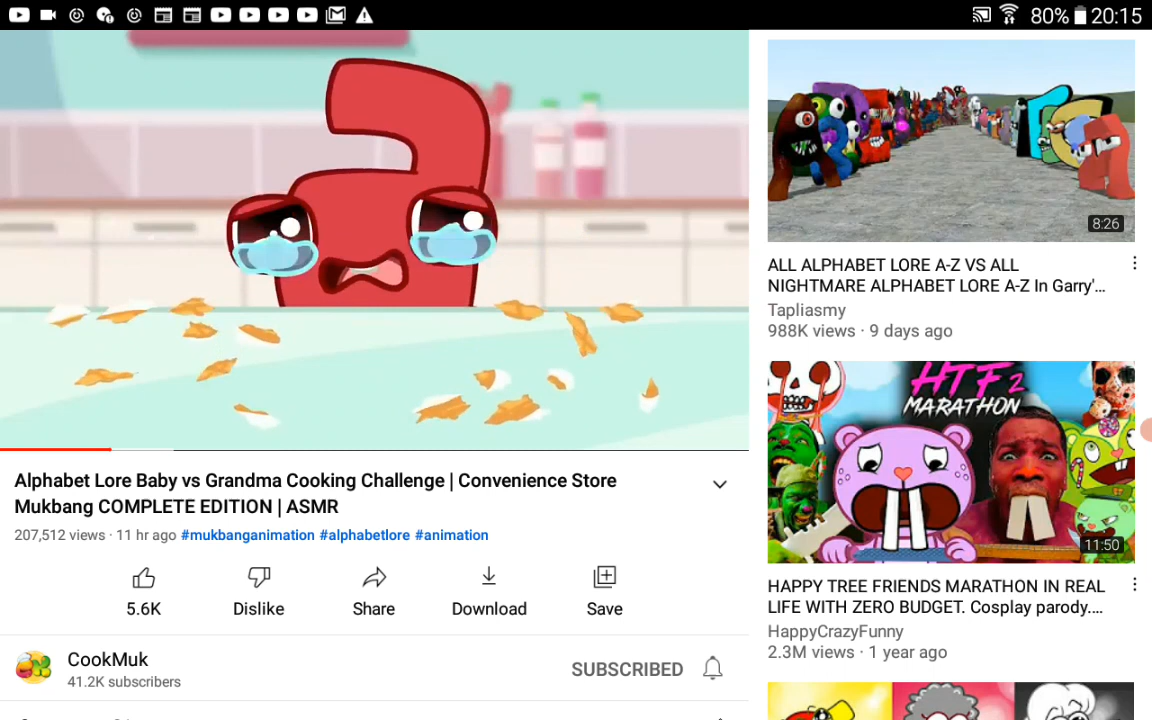 80% 20:15
Alphabet Lore Baby vs Grandma Cooking Challenge | Convenience Store
Mukbang COMPLETE EDITION | ASMR
207,512 views · 11 hr ago #mukbanganimation #alphabetlore #animation
5.6K Dislike Share Download Save
CookMuk
41.2K subscribers
SUBSCRIBED
8:26
ALL ALPHABET LORE A-Z VS ALL
NIGHTMARE ALPHABET LORE A-Z In Garry'...
Tapliasmy
988K views · 9 days ago
HTF 2
MARATHON
11:50
HAPPY TREE FRIENDS MARATHON IN REAL
LIFE WITH ZERO BUDGET. Cosplay parody....
HappyCrazyFunny
2.3M views · 1 year ago